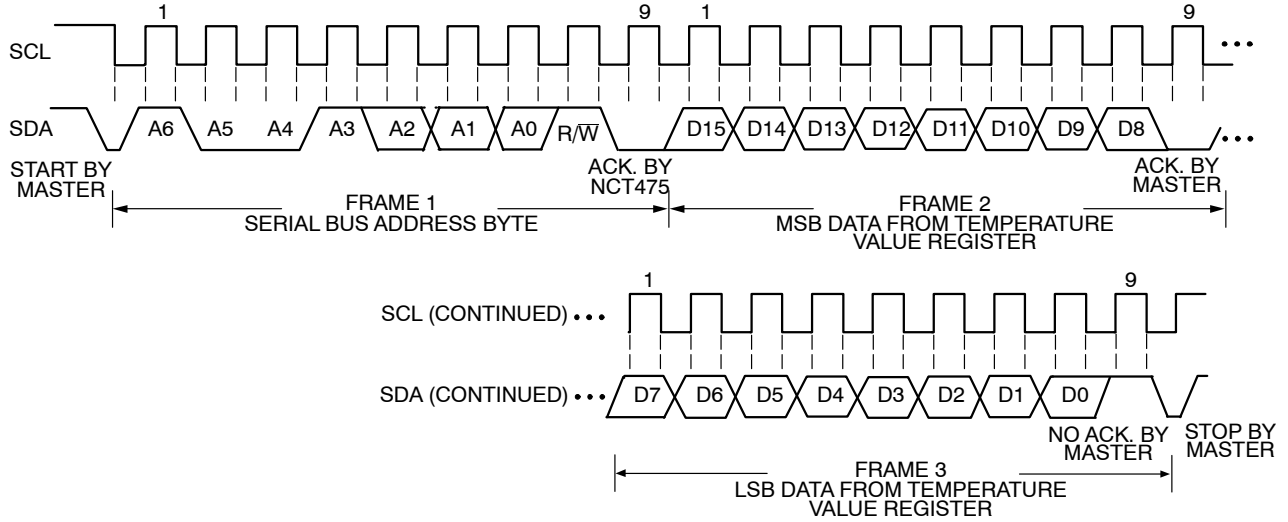 1 9 1 9
SCL
SDA A6 A5 A4 A3 A2 A1 A0 R/W̅ D15 D14 D13 D12 D11 D10 D9 D8
START BY
MASTER
ACK. BY
NCT475
ACK. BY
MASTER
FRAME 1
SERIAL BUS ADDRESS BYTE
FRAME 2
MSB DATA FROM TEMPERATURE
VALUE REGISTER
1 9
SCL (CONTINUED)
SDA (CONTINUED) D7 D6 D5 D4 D3 D2 D1 D0
NO ACK. BY
MASTER
STOP BY
MASTER
FRAME 3
LSB DATA FROM TEMPERATURE
VALUE REGISTER